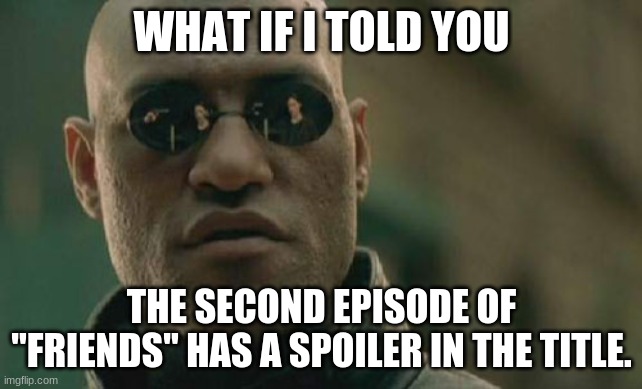 WHAT IF I TOLD YOU
THE SECOND EPISODE OF
"FRIENDS" HAS A SPOILER IN THE TITLE.
imgflip.com